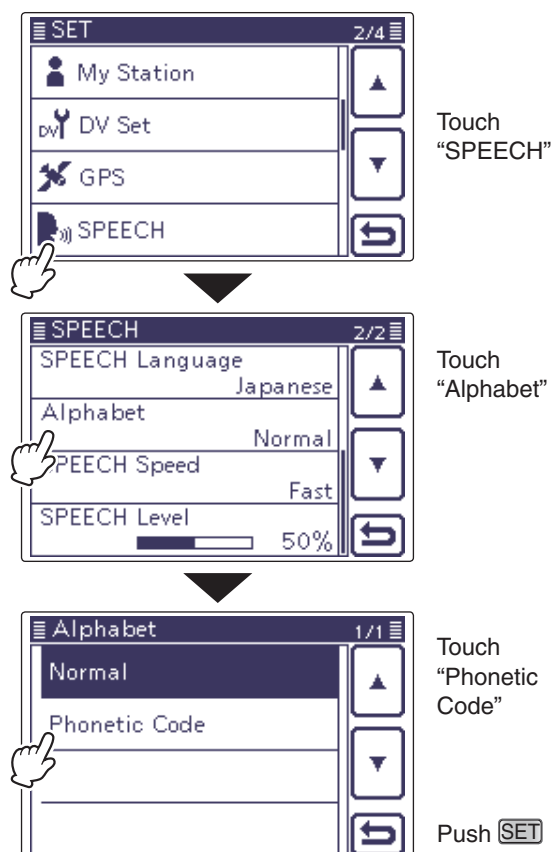 SET 2/4
My Station
DV DV Set
GPS
SPEECH
Touch
“SPEECH”
SPEECH 2/2
SPEECH Language
Japanese
Alphabet
Normal
SPEECH Speed
Fast
SPEECH Level
50%
Touch
“Alphabet”
Alphabet 1/1
Normal
Phonetic Code
Touch
“Phonetic
Code”
Push SET